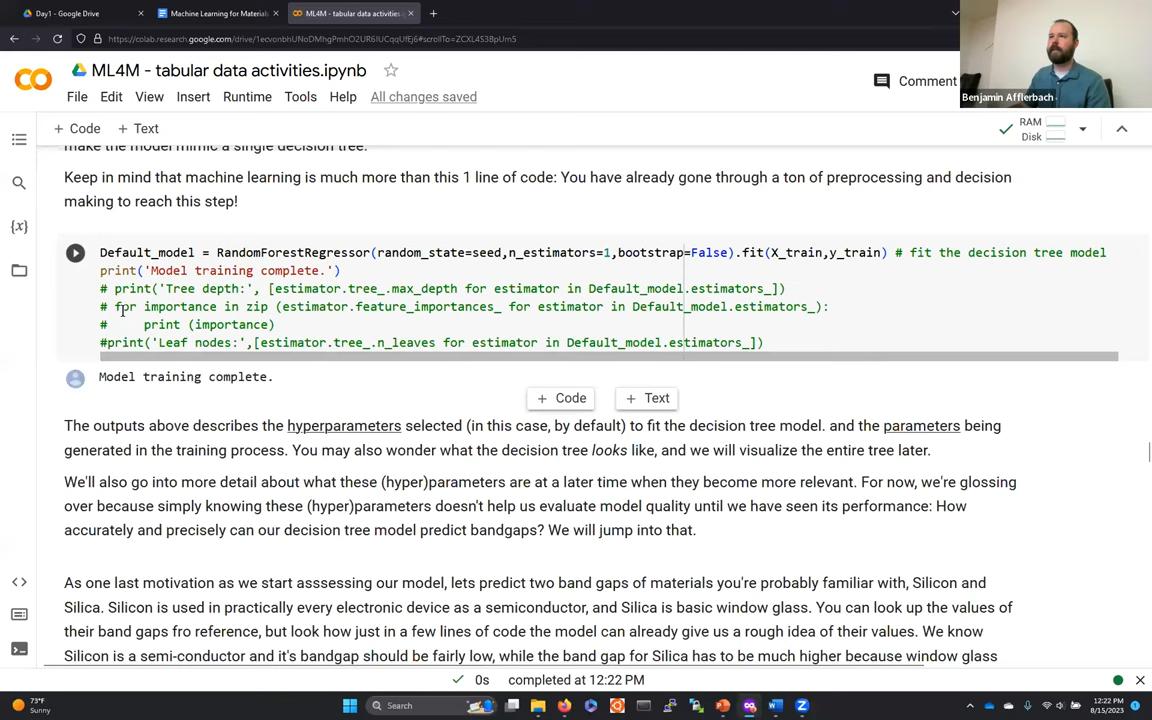 Day1 - Google Drive
Machine Learning for Materials
ML4M - tabular data activities.i
https://colab.research.google.com/drive/1ecvonbhUNoDMlhgPmhO2UR6IUCqqUfEj6#scrollTo=ZCXL4S3BPum5
Benjamin Afflerbach
ML4M - tabular data activities.ipynb
File Edit View Insert Runtime Tools Help All changes saved
Comment
+ Code + Text
RAM
Disk
make the model mimic a single decision tree.
Keep in mind that machine learning is much more than this 1 line of code: You have already gone through a ton of preprocessing and decision
making to reach this step!
Default_model = RandomForestRegressor(random_state=seed,n_estimators=1,bootstrap=False).fit(X_train,y_train) # fit the decision tree model
print('Model training complete.')
# print('Tree depth:', [estimator.tree_.max_depth for estimator in Default_model.estimators_])
# for importance in zip (estimator.feature_importances_ for estimator in Default_model.estimators_):
# print (importance)
#print('Leaf nodes:',[estimator.tree_.n_leaves for estimator in Default_model.estimators_])
Model training complete.
+ Code + Text
The outputs above describes the hyperparameters selected (in this case, by default) to fit the decision tree model. and the parameters being
generated in the training process. You may also wonder what the decision tree looks like, and we will visualize the entire tree later.
We'll also go into more detail about what these (hyper)parameters are at a later time when they become more relevant. For now, we're glossing
over because simply knowing these (hyper)parameters doesn't help us evaluate model quality until we have seen its performance: How
accurately and precisely can our decision tree model predict bandgaps? We will jump into that.
As one last motivation as we start asssessing our model, lets predict two band gaps of materials you're probably familiar with, Silicon and
Silica. Silicon is used in practically every electronic device as a semiconductor, and Silica is basic window glass. You can look up the values of
their band gaps fro reference, but look how just in a few lines of code the model can already give us a rough idea of their values. We know
Silicon is a semi-conductor and it's bandgap should be fairly low, while the band gap for Silica has to be much higher because window glass
0s completed at 12:22 PM
73°F
Sunny
Search
12:22 PM
8/15/2023